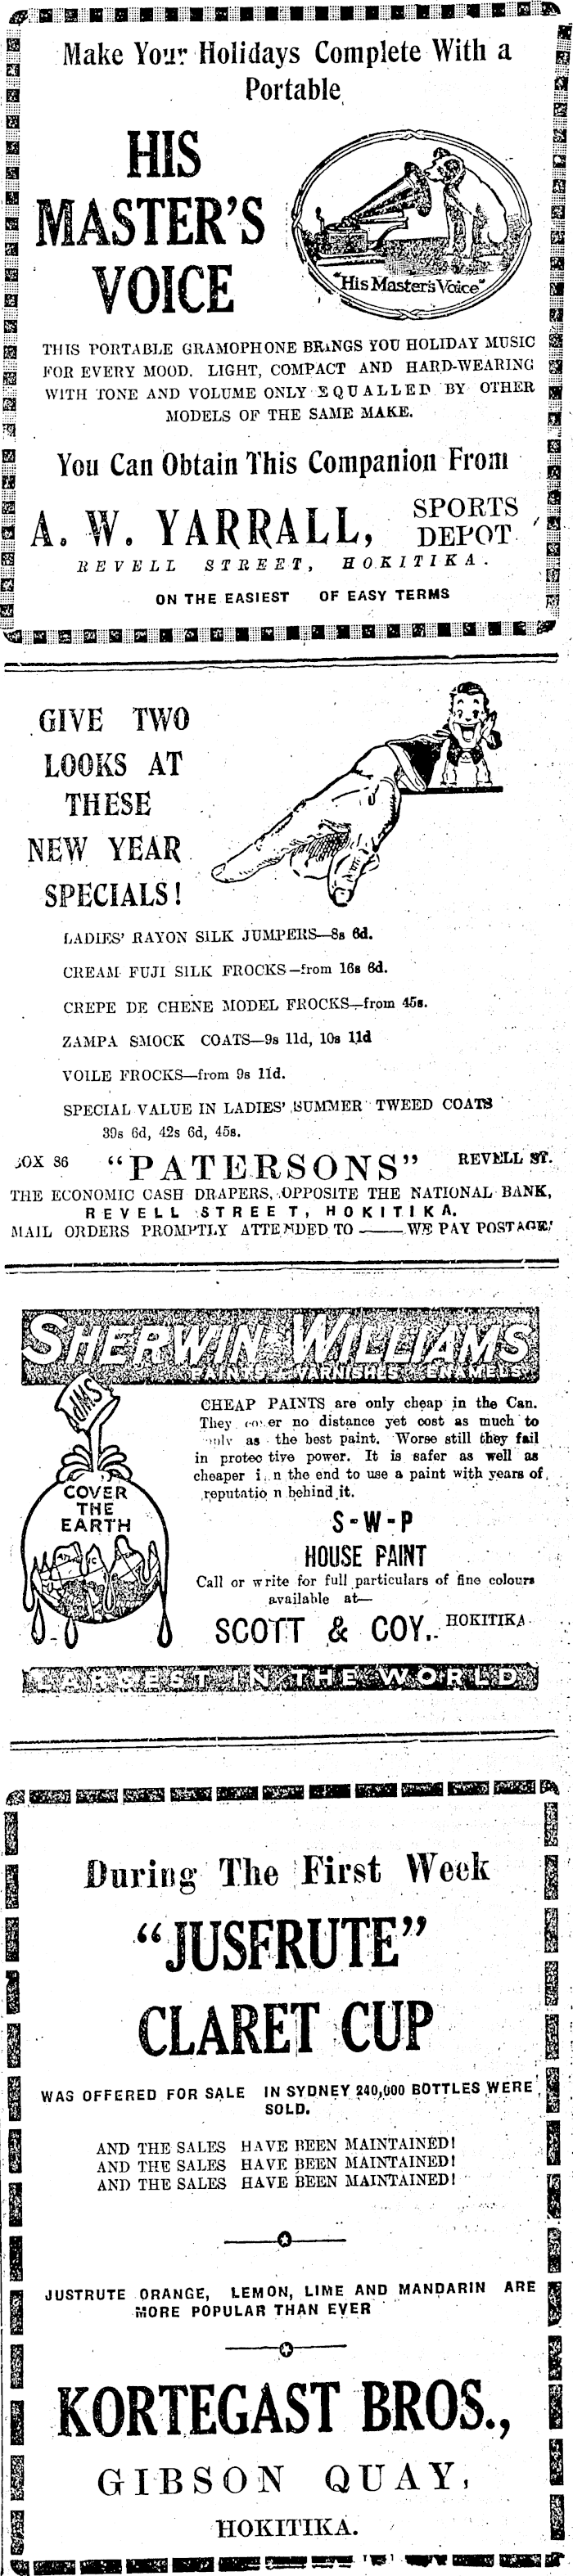 Make Your Holidays Complete With a
Portable
HIS
MASTER'S
VOICE
"His Master's Voice"
THIS PORTABLE GRAMOPHONE BRINGS YOU HOLIDAY MUSIC
FOR EVERY MOOD. LIGHT, COMPACT AND HARD-WEARING
WITH TONE AND VOLUME ONLY EQUALLED BY OTHER
MODELS OF THE SAME MAKE.
You Can Obtain This Companion From
A. W. YARRALL, SPORTS DEPOT
REVELL STREET, HOKITIKA.
ON THE EASIEST OF EASY TERMS
GIVE TWO
LOOKS AT
THESE
NEW YEAR
SPECIALS!
LADIES' RAYON SILK JUMPERS—8s 6d.
CREAM FUJI SILK FROCKS—from 16s 6d.
CREPE DE CHENE MODEL FROCKS—from 45s.
ZAMPA SMOCK COATS—9s 11d, 10s 11d
VOILE FROCKS—from 9s 11d.
SPECIAL VALUE IN LADIES' SUMMER TWEED COATS
39s 6d, 42s 6d, 45s.
BOX 86 "PATERSONS" REVELL ST.
THE ECONOMIC CASH DRAPERS, OPPOSITE THE NATIONAL BANK,
REVELL STREET, HOKITIKA.
MAIL ORDERS PROMPTLY ATTENDED TO —— WE PAY POSTAGE.
SHERWIN-WILLIAMS
PAINTS & VARNISHES & ENAMELS
SWP
COVER
THE
EARTH
CHEAP PAINTS are only cheap in the Can.
They cover no distance yet cost as much to
apply as the best paint. Worse still they fail
in protec tive power. It is safer as well as
cheaper i n the end to use a paint with years of
reputatio n behind it.
S-W-P
HOUSE PAINT
Call or write for full particulars of fine colours
available at—
SCOTT & COY., HOKITIKA
LARGEST IN THE WORLD
During The First Week
"JUSFRUTE"
CLARET CUP
WAS OFFERED FOR SALE IN SYDNEY 240,000 BOTTLES WERE
SOLD.
AND THE SALES HAVE BEEN MAINTAINED!
AND THE SALES HAVE BEEN MAINTAINED!
AND THE SALES HAVE BEEN MAINTAINED!
JUSTRUTE ORANGE, LEMON, LIME AND MANDARIN ARE
MORE POPULAR THAN EVER
KORTEGAST BROS.,
GIBSON QUAY,
HOKITIKA.